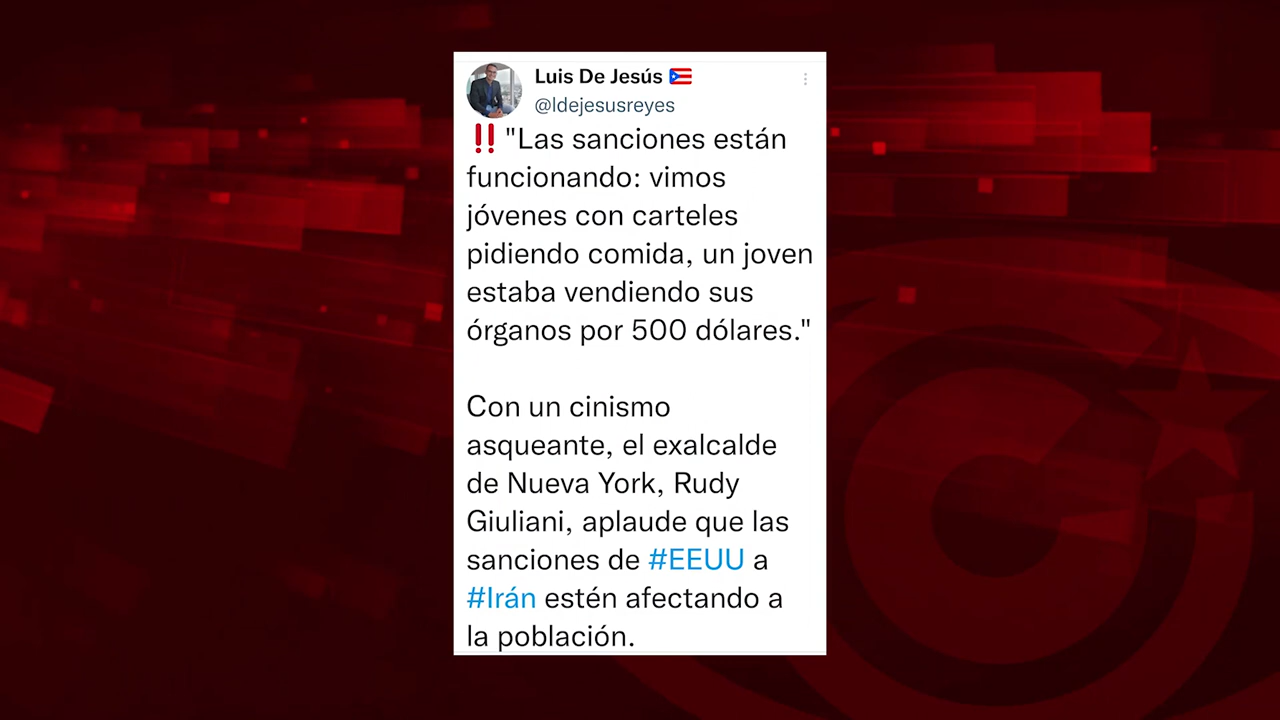 Luis De Jesús 🇵🇷
@ldejesusreyes
‼️"Las sanciones están
funcionando: vimos
jóvenes con carteles
pidiendo comida, un joven
estaba vendiendo sus
órganos por 500 dólares."
Con un cinismo
asqueante, el exalcalde
de Nueva York, Rudy
Giuliani, aplaude que las
sanciones de #EEUU a
#Irán estén afectando a
la población.